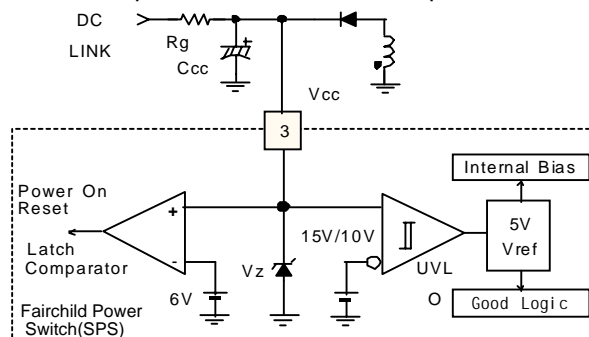 DC
LINK
Rg
Ccc
+
Vcc
3
Internal Bias
Power On
Reset
+
15V/10V
5V
Vref
Latch
Comparator
-
Vz
UVL
6V
O
Good Logic
Fairchild Power
Switch(SPS)